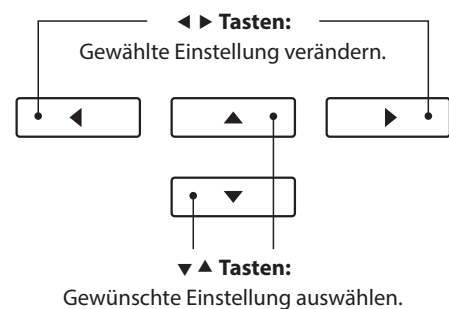 ◀ ▶ Tasten:
Gewählte Einstellung verändern.
▼ ▲ Tasten:
Gewünschte Einstellung auswählen.